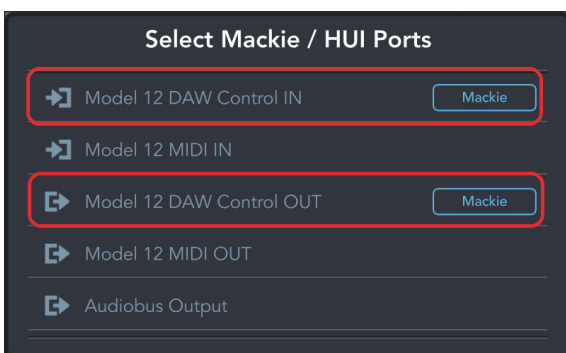 Select Mackie / HUI Ports
Model 12 DAW Control IN Mackie
Model 12 MIDI IN
Model 12 DAW Control OUT Mackie
Model 12 MIDI OUT
Audiobus Output